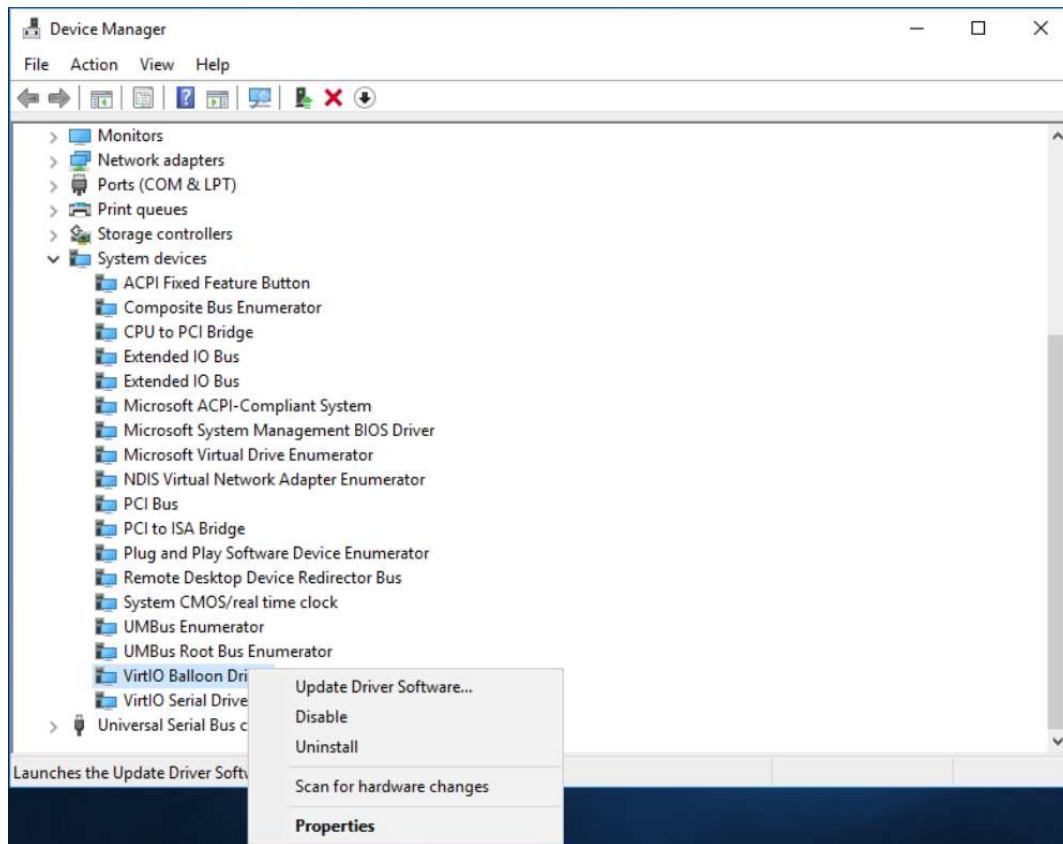 Device Manager
File Action View Help
Monitors
Network adapters
Ports (COM & LPT)
Print queues
Storage controllers
System devices
ACPI Fixed Feature Button
Composite Bus Enumerator
CPU to PCI Bridge
Extended IO Bus
Extended IO Bus
Microsoft ACPI-Compliant System
Microsoft System Management BIOS Driver
Microsoft Virtual Drive Enumerator
NDIS Virtual Network Adapter Enumerator
PCI Bus
PCI to ISA Bridge
Plug and Play Software Device Enumerator
Remote Desktop Device Redirector Bus
System CMOS/real time clock
UMBus Enumerator
UMBus Root Bus Enumerator
VirtIO Balloon Dri
VirtIO Serial Drive
Universal Serial Bus c
Update Driver Software...
Disable
Uninstall
Scan for hardware changes
Properties
Launches the Update Driver Soft